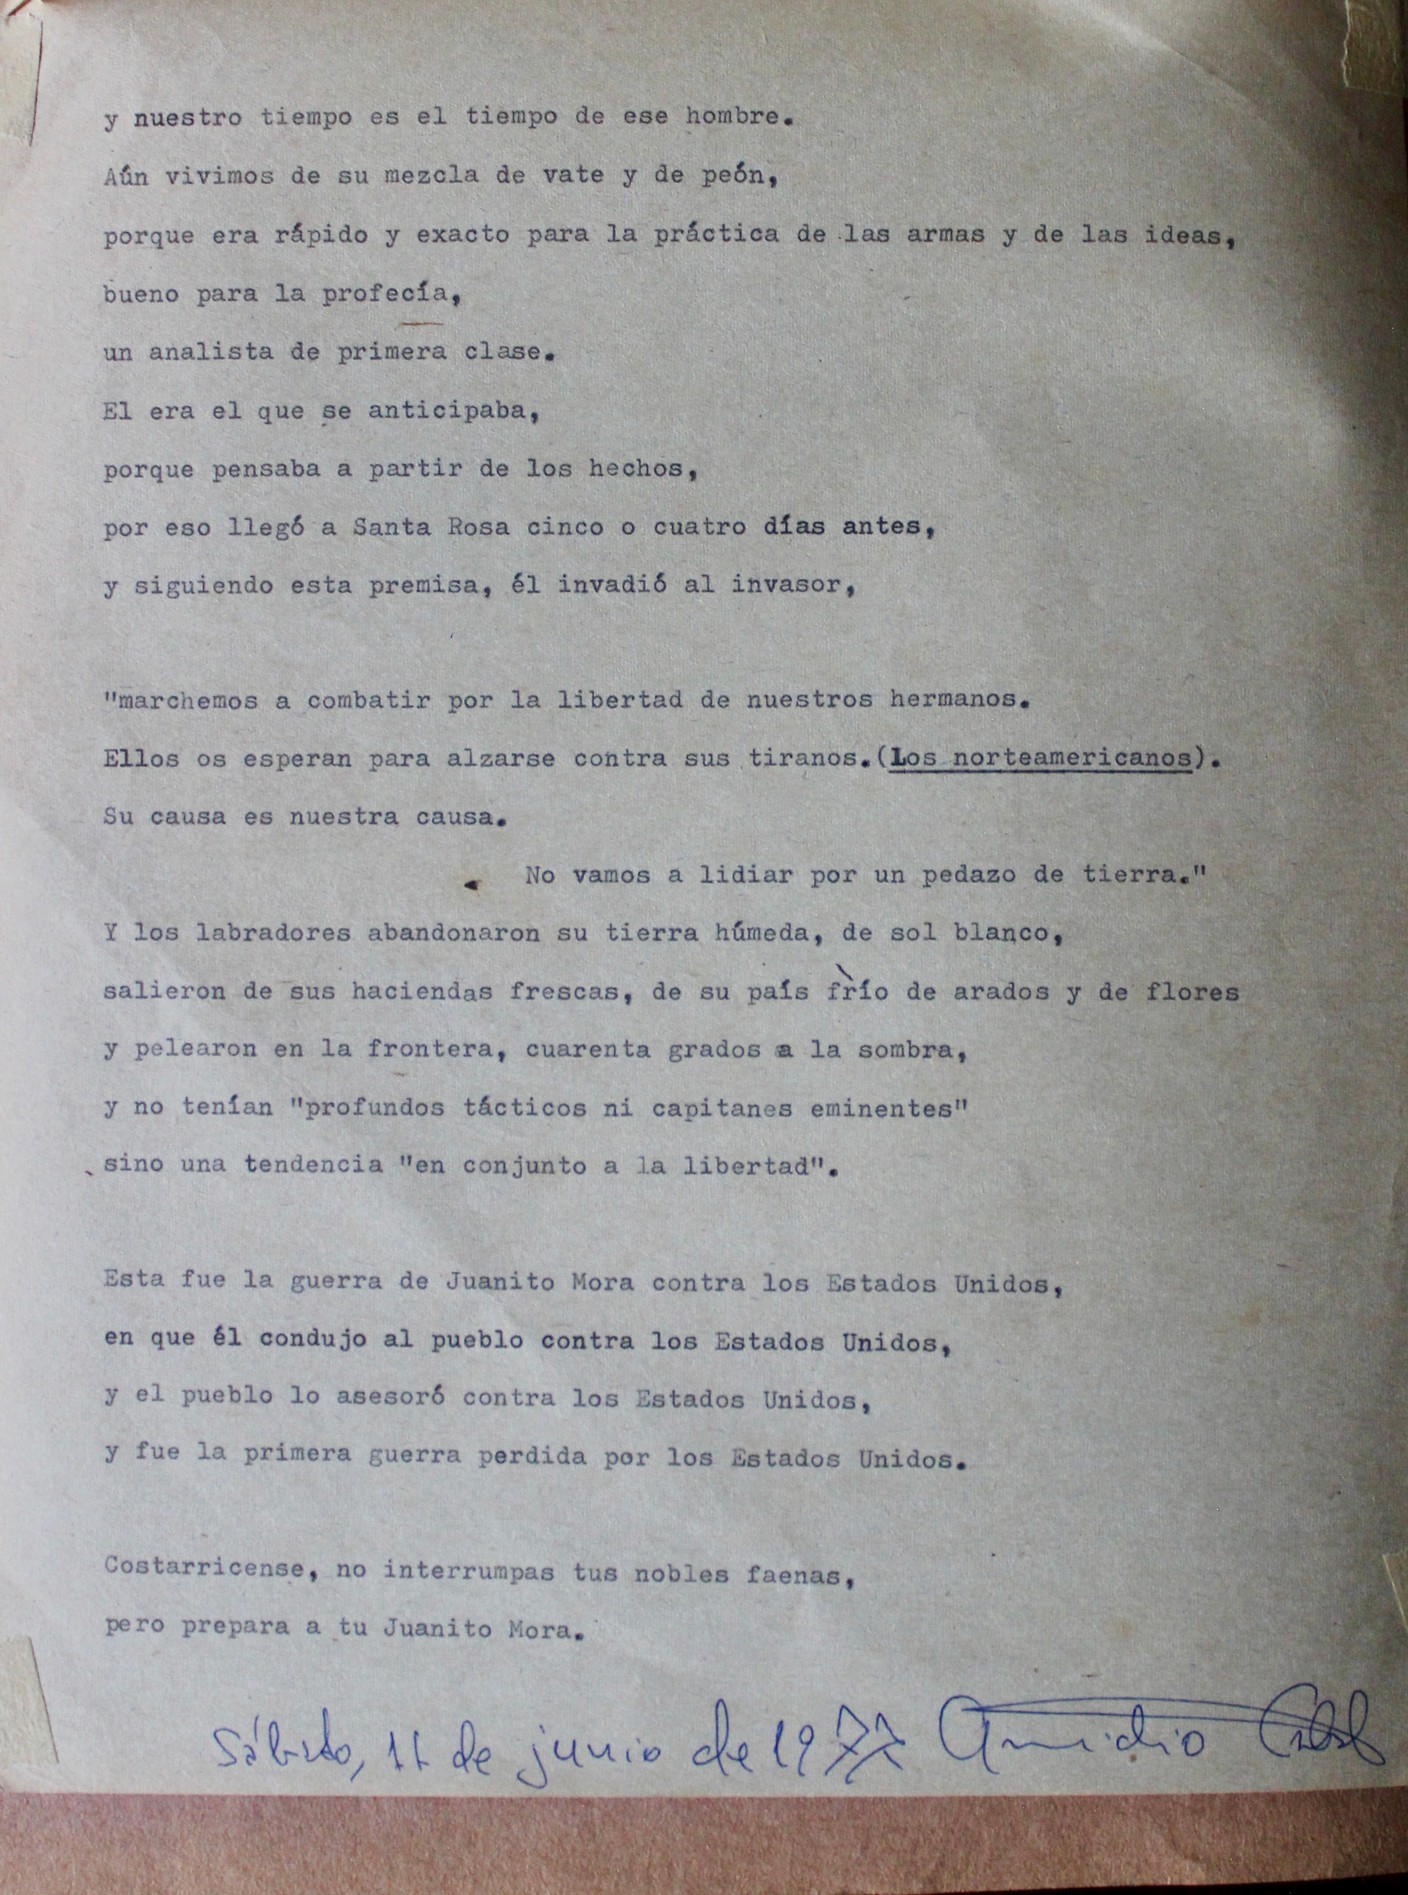 y nuestro tiempo es el tiempo de ese hombre.
Aún vivimos de su mezcla de vate y de peón,
porque era rápido y exacto para la práctica de las armas y de las ideas,
bueno para la profecía,
un analista de primera clase.
El era el que se anticipaba,
porque pensaba a partir de los hechos,
por eso llegó a Santa Rosa cinco o cuatro días antes,
y siguiendo esta premisa, él invadió al invasor,
"marchemos a combatir por la libertad de nuestros hermanos.
Ellos os esperan para alzarse contra sus tiranos.(Los norteamericanos).
Su causa es nuestra causa.
No vamos a lidiar por un pedazo de tierra."
Y los labradores abandonaron su tierra húmeda, de sol blanco,
salieron de sus haciendas frescas, de su país frío de arados y de flores
y pelearon en la frontera, cuarenta grados a la sombra,
y no tenían "profundos tácticos ni capitanes eminentes"
sino una tendencia "en conjunto a la libertad".
Esta fue la guerra de Juanito Mora contra los Estados Unidos,
en que él condujo al pueblo contra los Estados Unidos,
y el pueblo lo asesoró contra los Estados Unidos,
y fue la primera guerra perdida por los Estados Unidos.
Costarricense, no interrumpas tus nobles faenas,
pero prepara a tu Juanito Mora.
Sábado, 11 de junio de 1977